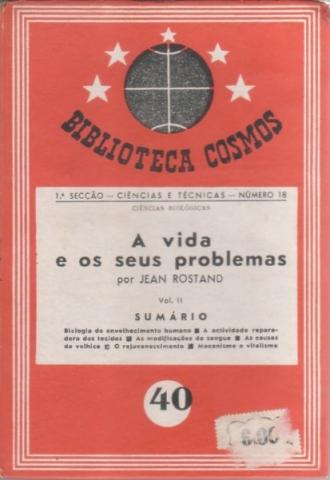 BIBLIOTECA COSMOS
1.ª SECÇÃO — CIÊNCIAS E TÉCNICAS — NÚMERO 18
CIÊNCIAS BIOLÓGICAS
A vida
e os seus problemas
por JEAN ROSTAND
Vol. II
SUMÁRIO
Biologia do envelhecimento humano ■ A actividade repara-
dora dos tecidos ■ As modificações do sangue ■ As causas
da velhice ■ O rejuvenescimento ■ Mecanismo e vitalismo
40